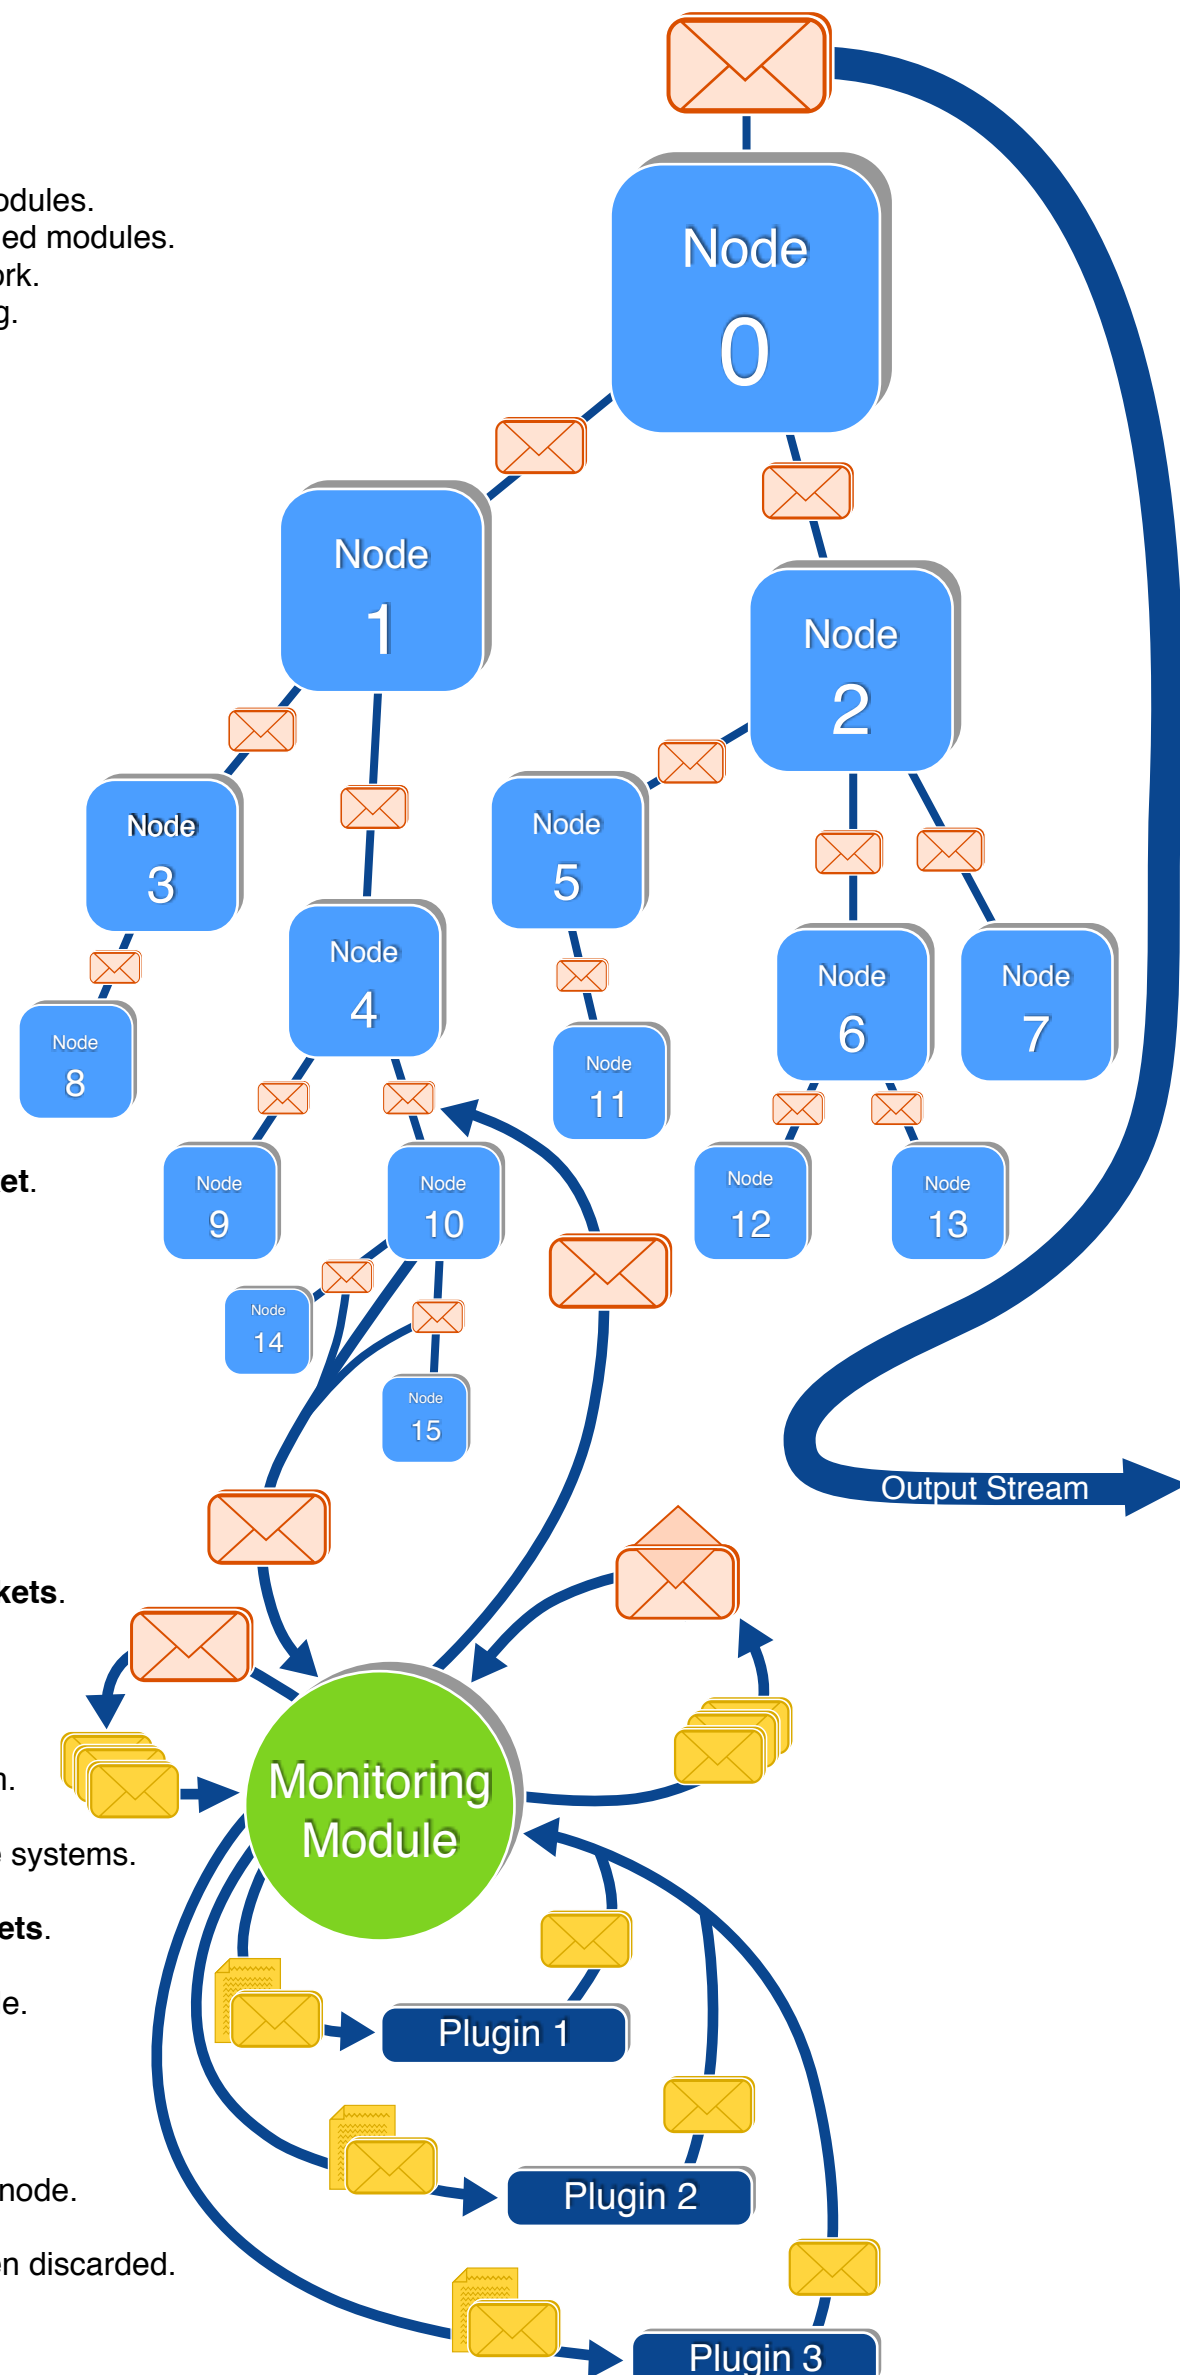 odules.
ed modules.
ork.
g.
Node
0
Node
1
Node
2
Node
3
Node
4
Node
5
Node
6
Node
7
Node
8
Node
9
Node
10
Node
11
Node
12
Node
13
Node
14
Node
15
et.
Output Stream
kets.
Monitoring
Module
n.
e systems.
ets.
e.
Plugin 1
node.
Plugin 2
en discarded.
Plugin 3